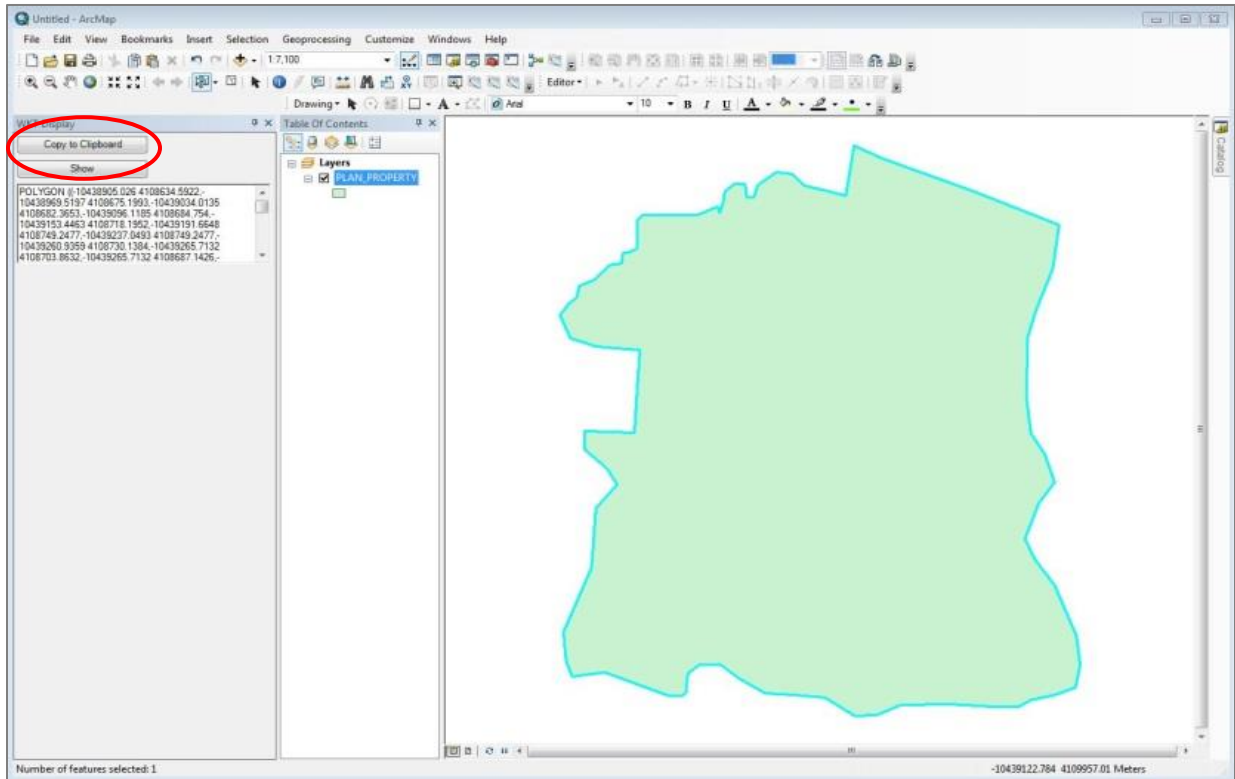 Untitled - ArcMap
File Edit View Bookmarks Insert Selection Geoprocessing Customize Windows Help
1:7,100
Editor
Drawing A Arial 10 B I U A
WKT Display
Copy to Clipboard
Show
POLYGON ((-10438905.026 4108634.5922,-
10438969.5197 4108675.1993,-10439034.0135
4108682.3653,-10439096.1185 4108684.754,-
10439153.4463 4108718.1952,-10439191.6648
4108749.2477,-10439237.0493 4108749.2477,-
10439260.9359 4108730.1384,-10439265.7132
4108703.8632,-10439265.7132 4108687.1426,-
Table Of Contents
Layers
PLAN_PROPERTY
Catalog
Number of features selected: 1
-10439122.784 4109957.01 Meters